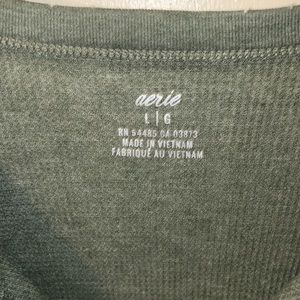 aerie
L | G
RN 54485 CA 03873
MADE IN VIETNAM
FABRIQUÉ AU VIETNAM